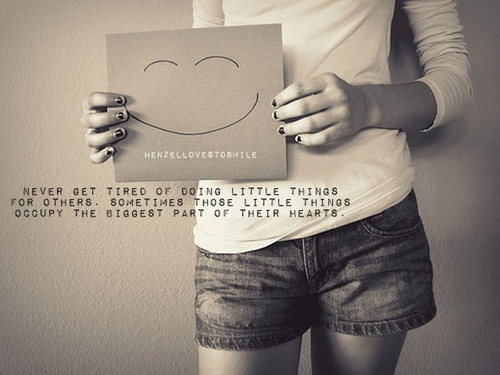 HENZELLOVESTOSMILE
NEVER GET TIRED OF DOING LITTLE THINGS
FOR OTHERS. SOMETIMES THOSE LITTLE THINGS
OCCUPY THE BIGGEST PART OF THEIR HEARTS.